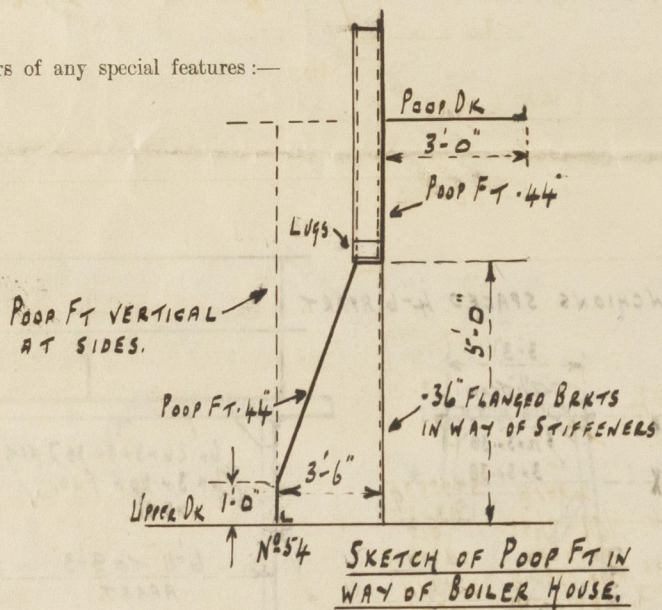 rs of any special features :—
POOP DK
3'-0"
POOP FT .44"
LUGS
POOP FT VERTICAL
AT SIDES.
5'-0"
POOP FT .44"
.36" FLANGED BRKTS
IN WAY OF STIFFENERS
3'-6"
1'-0"
UPPER DK
No 54
SKETCH OF POOP FT IN
WAY OF BOILER HOUSE.